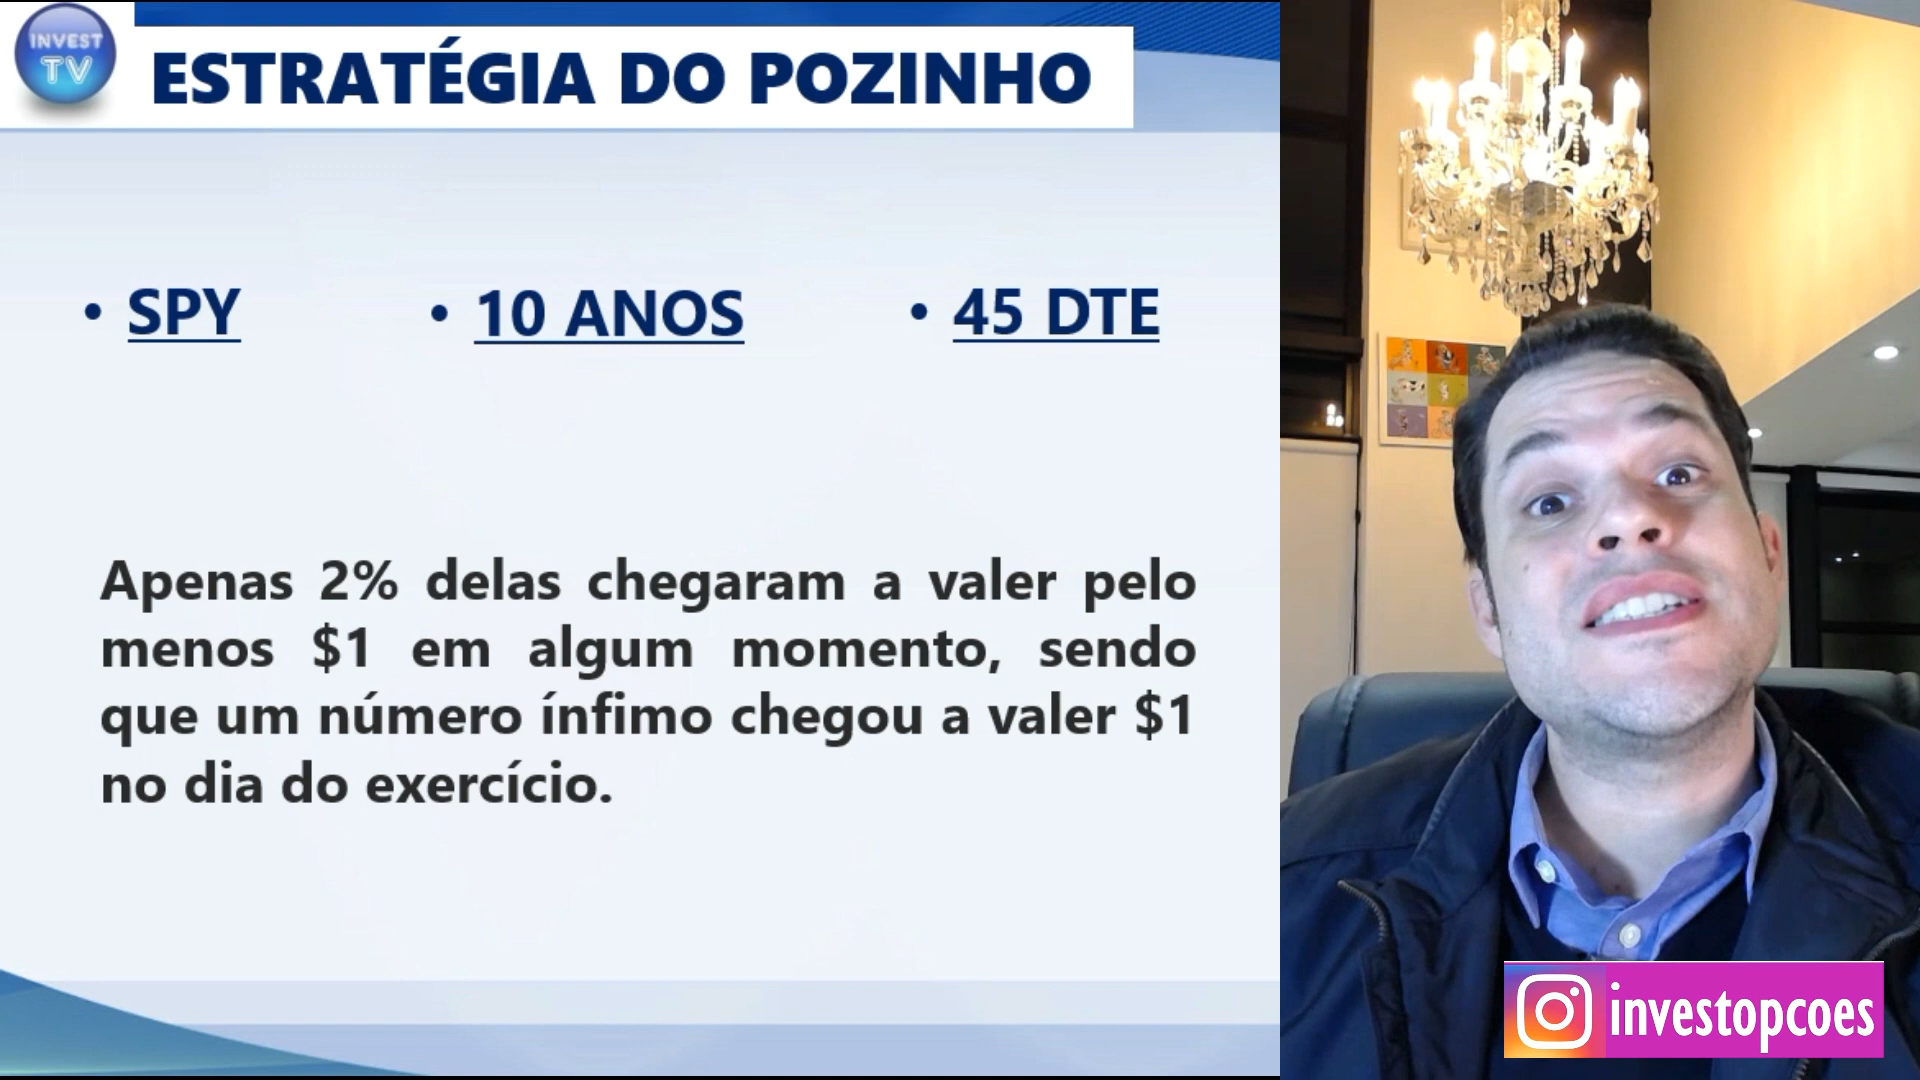 INVEST
TV
ESTRATÉGIA DO POZINHO
• SPY
• 10 ANOS
• 45 DTE
Apenas 2% delas chegaram a valer pelo
menos $1 em algum momento, sendo
que um número ínfimo chegou a valer $1
no dia do exercício.
investopcoes